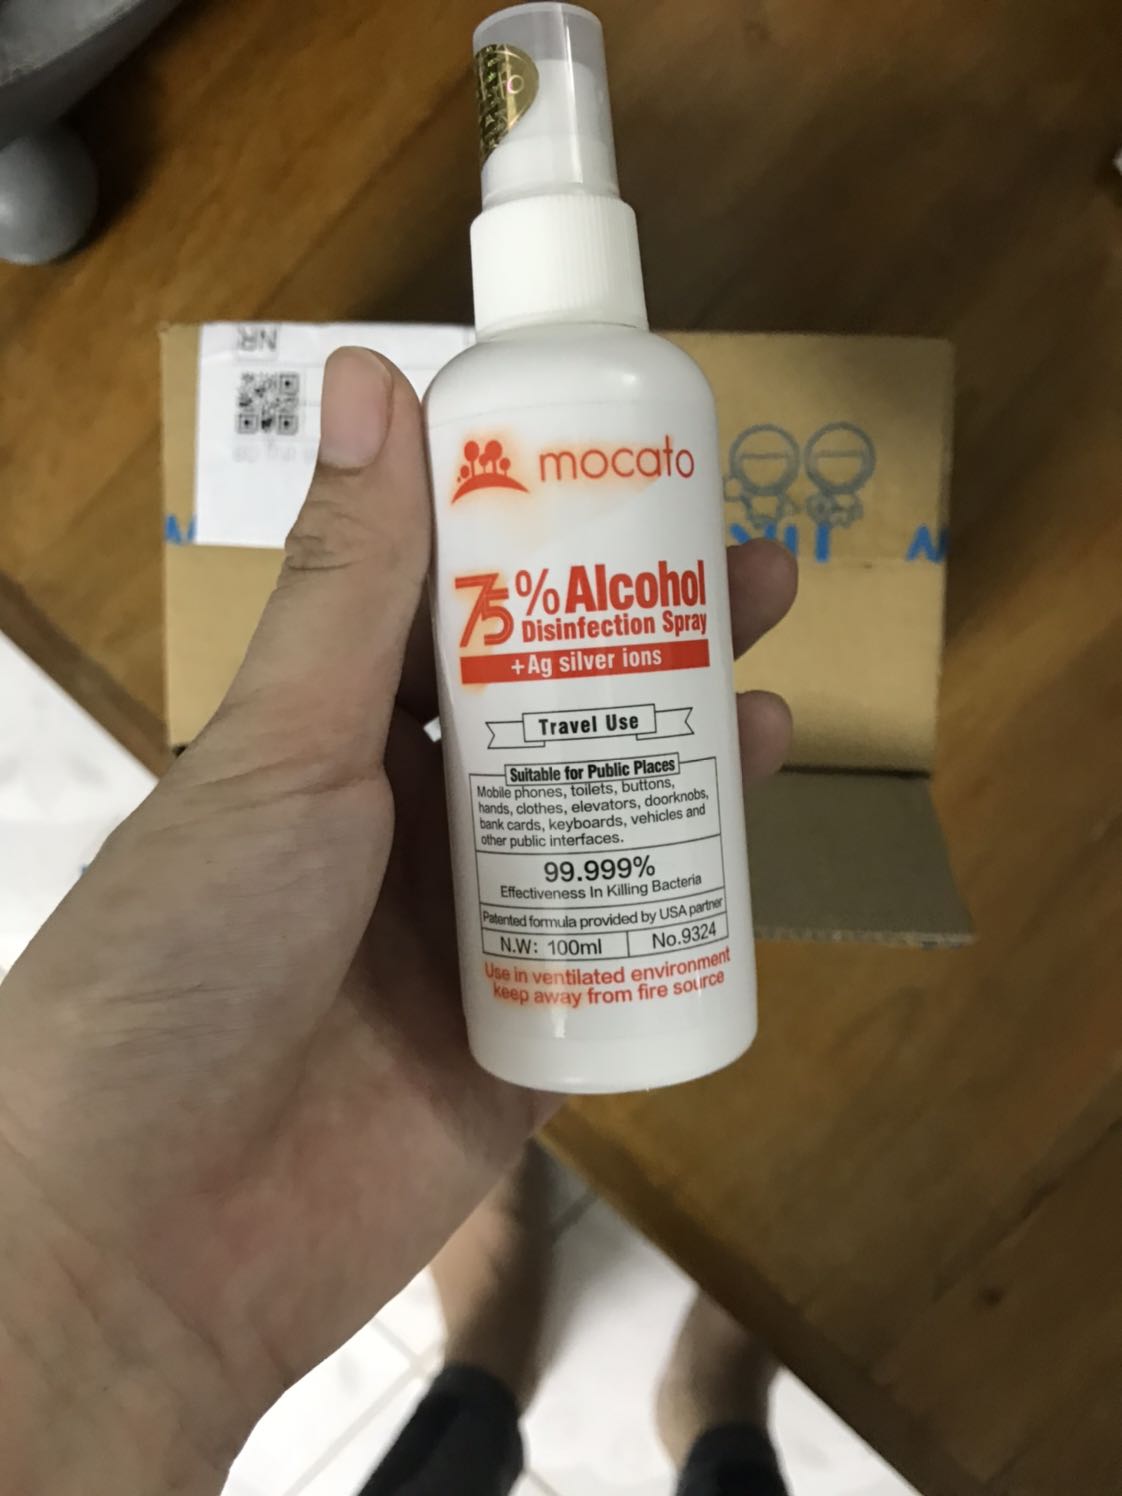 NR
mocato
75% Alcohol
Disinfection Spray
+Ag silver ions
Travel Use
Suitable for Public Places
Mobile phones, toilets, buttons,
hands, clothes, elevators, doorknobs,
bank cards, keyboards, vehicles and
other public interfaces.
99.999%
Effectiveness In Killing Bacteria
Patented formula provided by USA partner
N.W: 100ml
No.9324
Use in ventilated environment
keep away from fire source